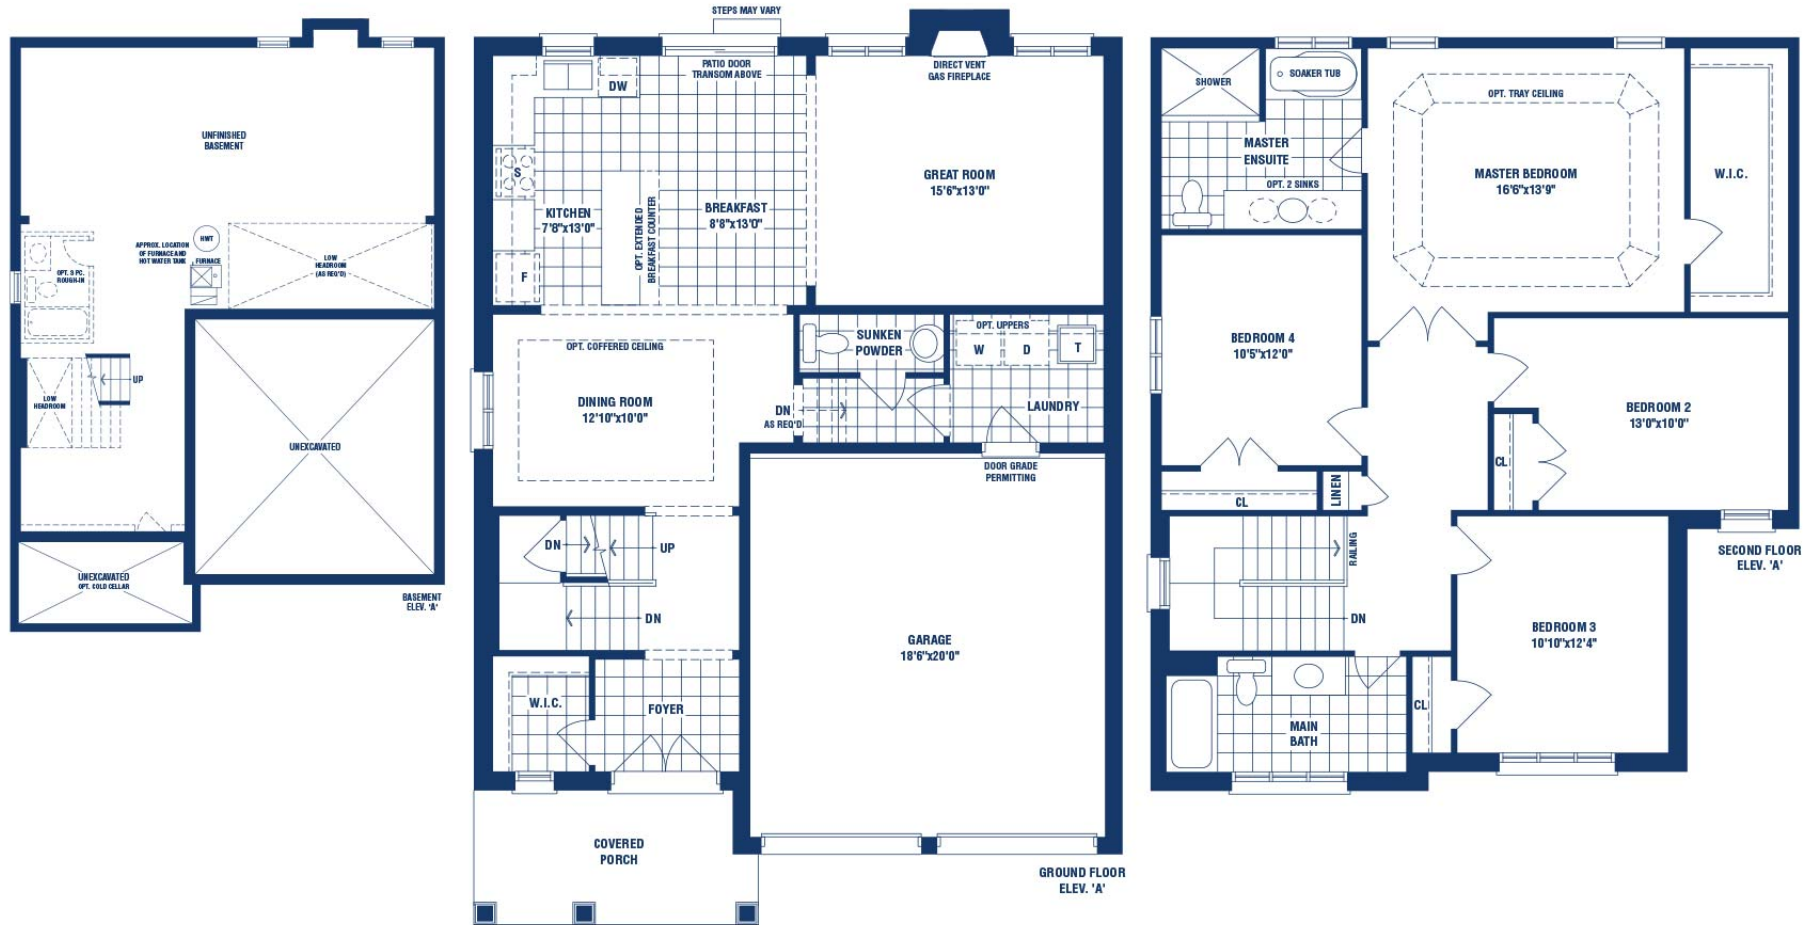 UNFINISHED
BASEMENT
APPROX. LOCATION
OF FURNACE AND
HOT WATER TANK
HWT
FURNACE
LOW
HEADROOM
(AS REQ'D)
OPT. 3 PC.
ROUGH-IN
UP
LOW
HEADROOM
UNEXCAVATED
UNEXCAVATED
OPT. COLD CELLAR
BASEMENT
ELEV. 'A'
STEPS MAY VARY
PATIO DOOR
TRANSOM ABOVE
DIRECT VENT
GAS FIREPLACE
DW
S
KITCHEN
7'8"x13'0"
OPT. EXTENDED
BREAKFAST COUNTER
BREAKFAST
8'8"x13'0"
GREAT ROOM
15'6"x13'0"
F
OPT. COFFERED CEILING
DINING ROOM
12'10"x10'0"
SUNKEN
POWDER
OPT. UPPERS
W
D
T
DN
AS REQ'D
LAUNDRY
DOOR GRADE
PERMITTING
DN
UP
DN
GARAGE
18'6"x20'0"
W.I.C.
FOYER
COVERED
PORCH
GROUND FLOOR
ELEV. 'A'
SHOWER
SOAKER TUB
MASTER
ENSUITE
OPT. 2 SINKS
OPT. TRAY CEILING
MASTER BEDROOM
16'6"x13'9"
W.I.C.
BEDROOM 4
10'5"x12'0"
BEDROOM 2
13'0"x10'0"
CL
CL
LINEN
RAILING
DN
SECOND FLOOR
ELEV. 'A'
BEDROOM 3
10'10"x12'4"
CL
MAIN
BATH